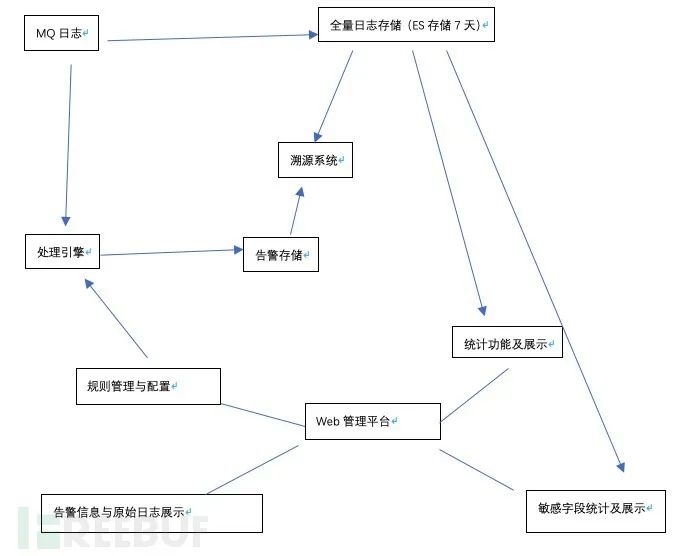 MQ 日志
全量日志存储（ES 存储 7 天）
溯源系统
处理引擎
告警存储
统计功能及展示
规则管理与配置
Web 管理平台
告警信息与原始日志展示
敏感字段统计及展示
REEBUF